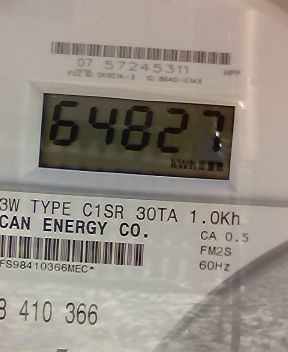 07 57245311
64827
kWh
3W TYPE C1SR 30TA 1.0Kh
CAN ENERGY CO.
CA 0.5
FM2S
60Hz
FS98410366MEC*
410 366